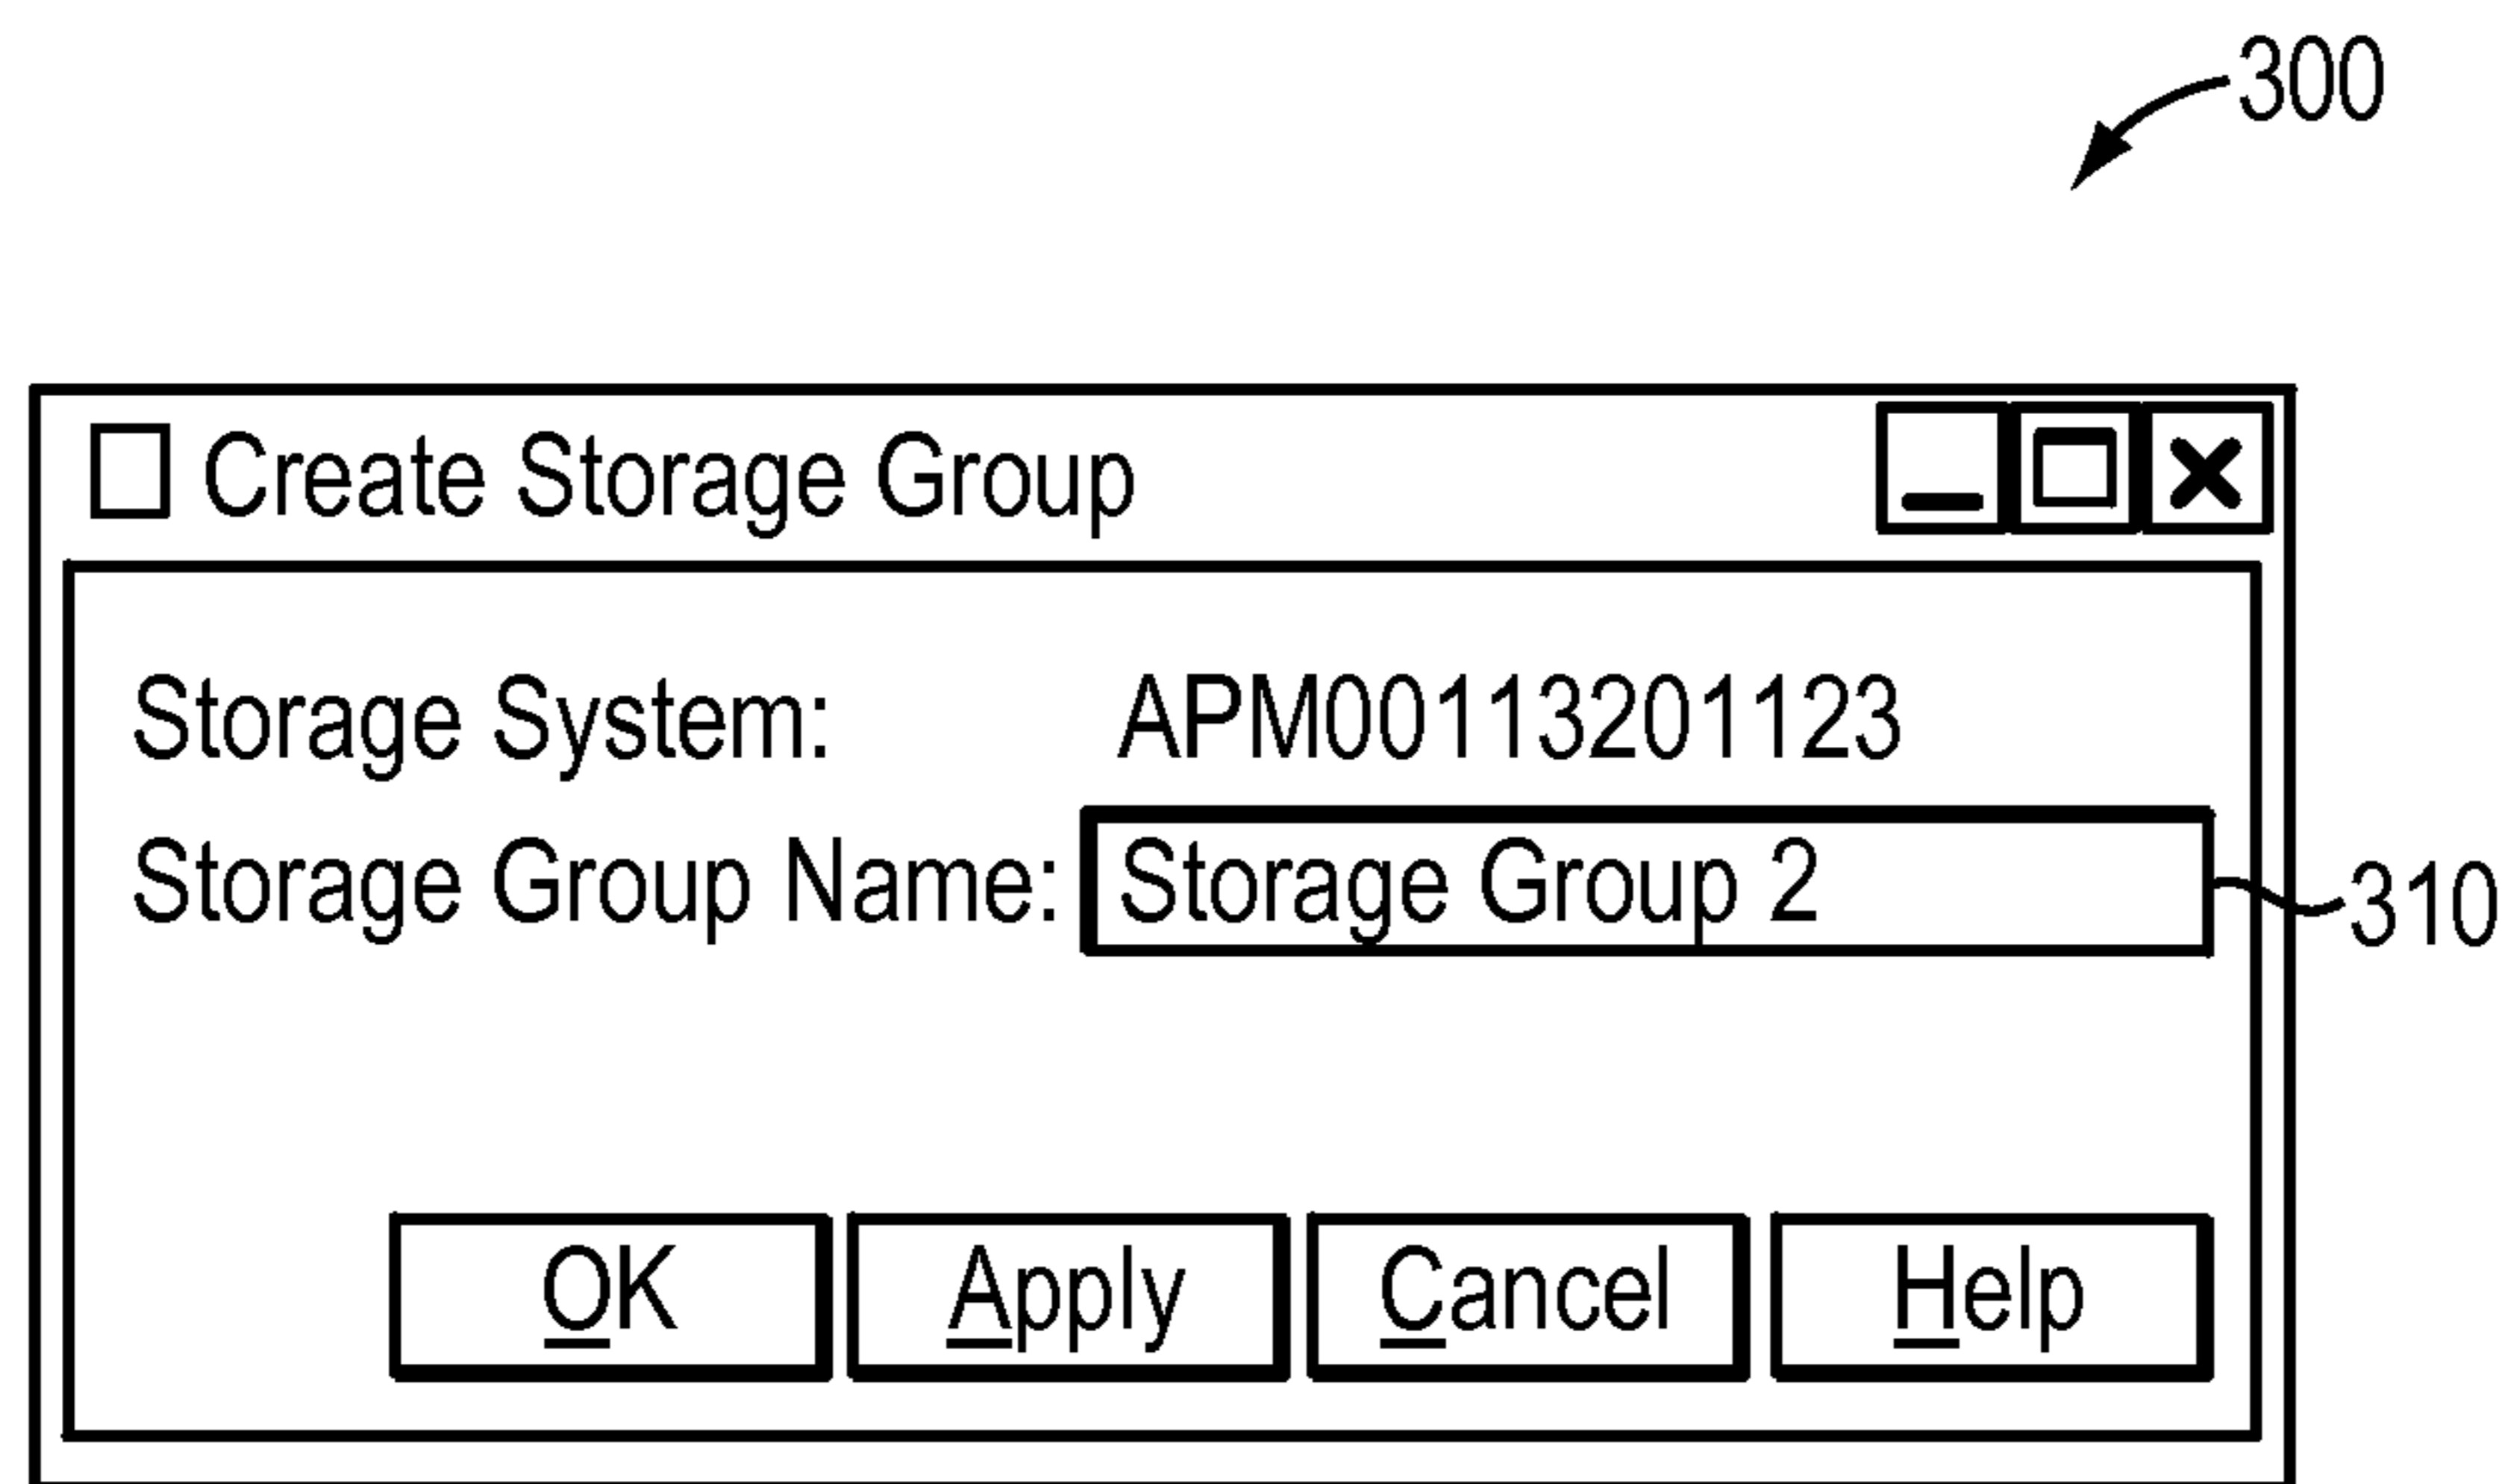 300
Create Storage Group
Storage System: APM00113201123
Storage Group Name: Storage Group 2
310
OK Apply Cancel Help